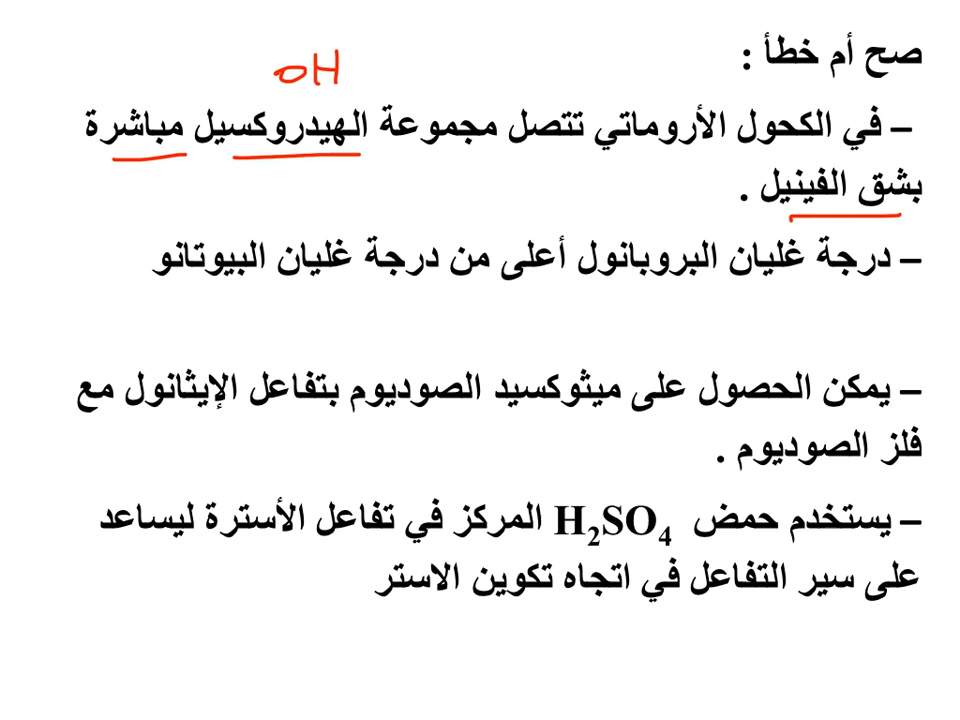 صح أم خطأ :
OH
– في الكحول الأروماتي تتصل مجموعة الهيدروكسيل مباشرة
بشق الفينيل .
– درجة غليان البروبانول أعلى من درجة غليان البيوتانو
– يمكن الحصول على ميثوكسيد الصوديوم بتفاعل الإيثانول مع
فلز الصوديوم .
– يستخدم حمض H₂SO₄ المركز في تفاعل الأسترة ليساعد
على سير التفاعل في اتجاه تكوين الاستر